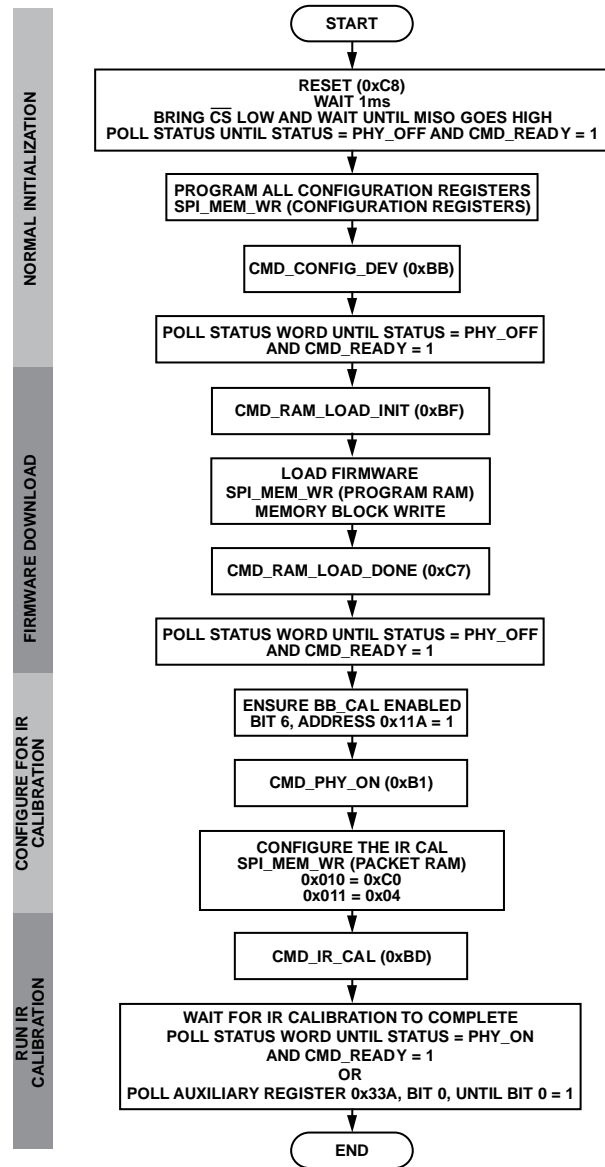 START
NORMAL INITIALIZATION
RESET (0xC8)
WAIT 1ms
BRING CS LOW AND WAIT UNTIL MISO GOES HIGH
POLL STATUS UNTIL STATUS = PHY_OFF AND CMD_READY = 1
PROGRAM ALL CONFIGURATION REGISTERS
SPI_MEM_WR (CONFIGURATION REGISTERS)
CMD_CONFIG_DEV (0xBB)
POLL STATUS WORD UNTIL STATUS = PHY_OFF
AND CMD_READY = 1
FIRMWARE DOWNLOAD
CMD_RAM_LOAD_INIT (0xBF)
LOAD FIRMWARE
SPI_MEM_WR (PROGRAM RAM)
MEMORY BLOCK WRITE
CMD_RAM_LOAD_DONE (0xC7)
POLL STATUS WORD UNTIL STATUS = PHY_OFF
AND CMD_READY = 1
CONFIGURE FOR IR
CALIBRATION
ENSURE BB_CAL ENABLED
BIT 6, ADDRESS 0x11A = 1
CMD_PHY_ON (0xB1)
CONFIGURE THE IR CAL
SPI_MEM_WR (PACKET RAM)
0x010 = 0xC0
0x011 = 0x04
RUN IR
CALIBRATION
CMD_IR_CAL (0xBD)
WAIT FOR IR CALIBRATION TO COMPLETE
POLL STATUS WORD UNTIL STATUS = PHY_ON
AND CMD_READY = 1
OR
POLL AUXILIARY REGISTER 0x33A, BIT 0, UNTIL BIT 0 = 1
END